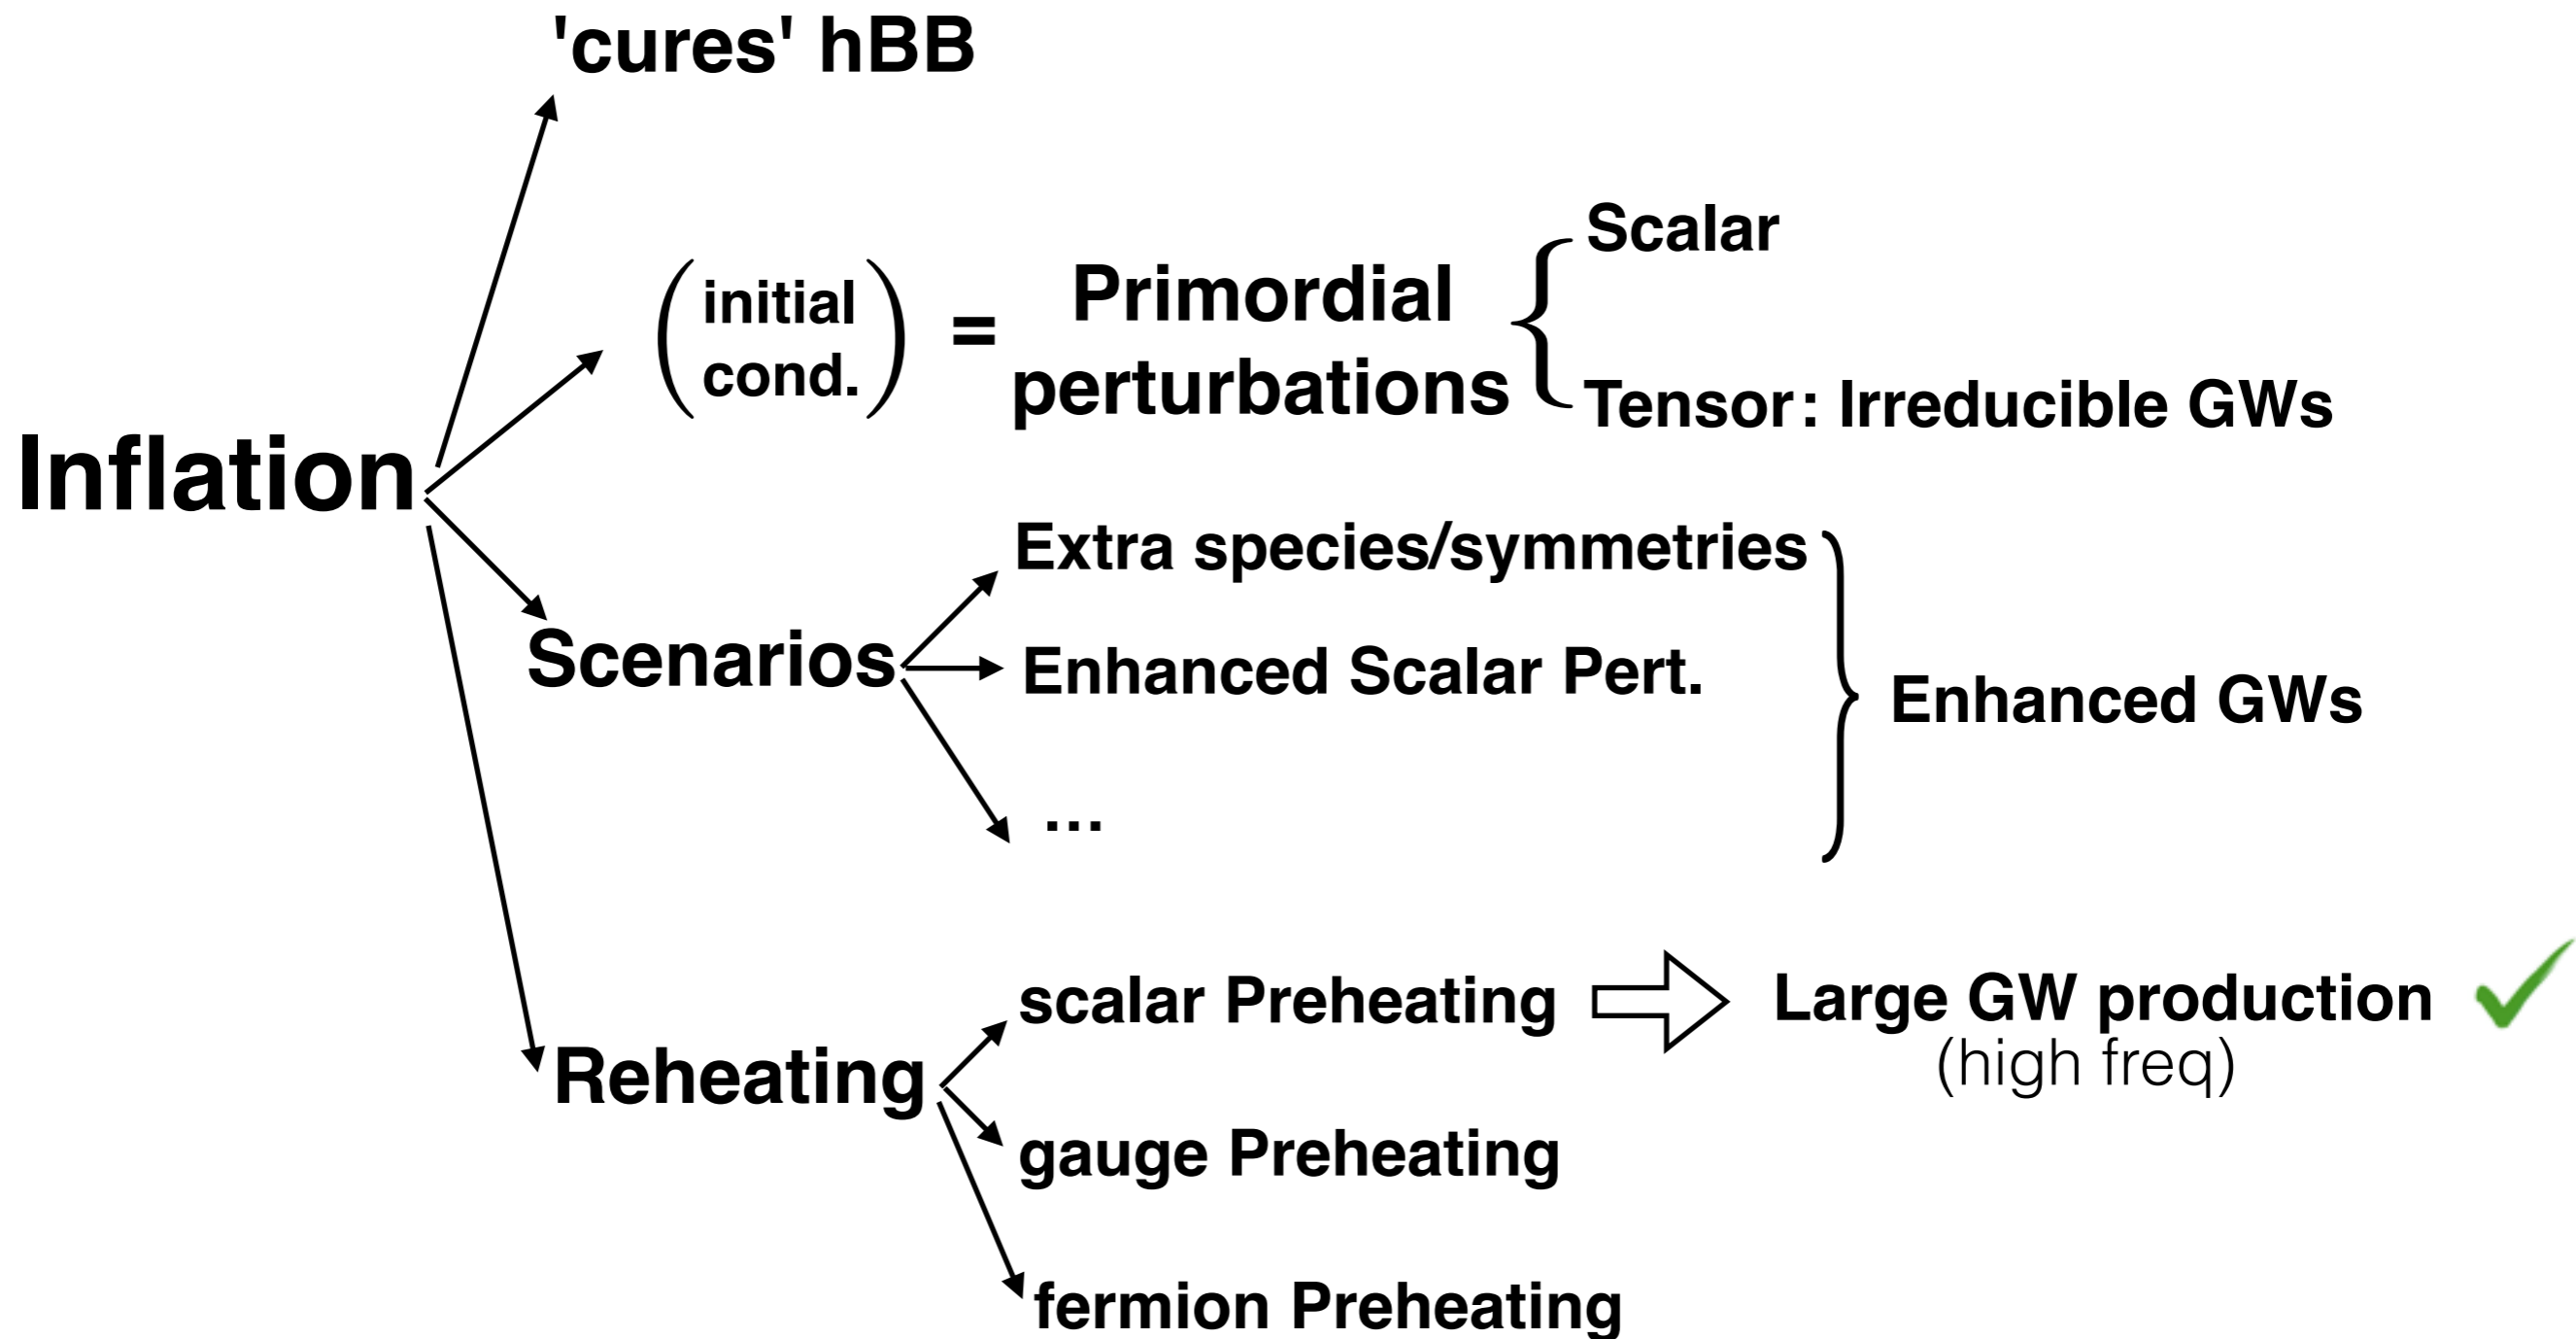 'cures' hBB
Inflation
(initial cond.) = Primordial perturbations
Scalar
Tensor: Irreducible GWs
Scenarios
Extra species/symmetries
Enhanced Scalar Pert.
...
Enhanced GWs
Reheating
scalar Preheating
Large GW production
(high freq)
gauge Preheating
fermion Preheating